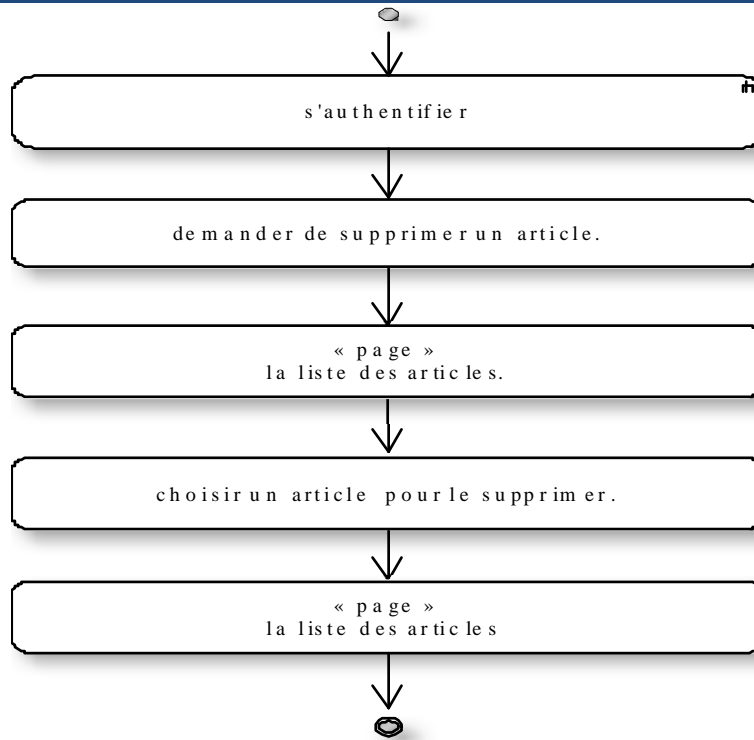 s'authentifier
demander de supprimer un article.
« page »
la liste des articles.
choisir un article pour le supprimer.
« page »
la liste des articles